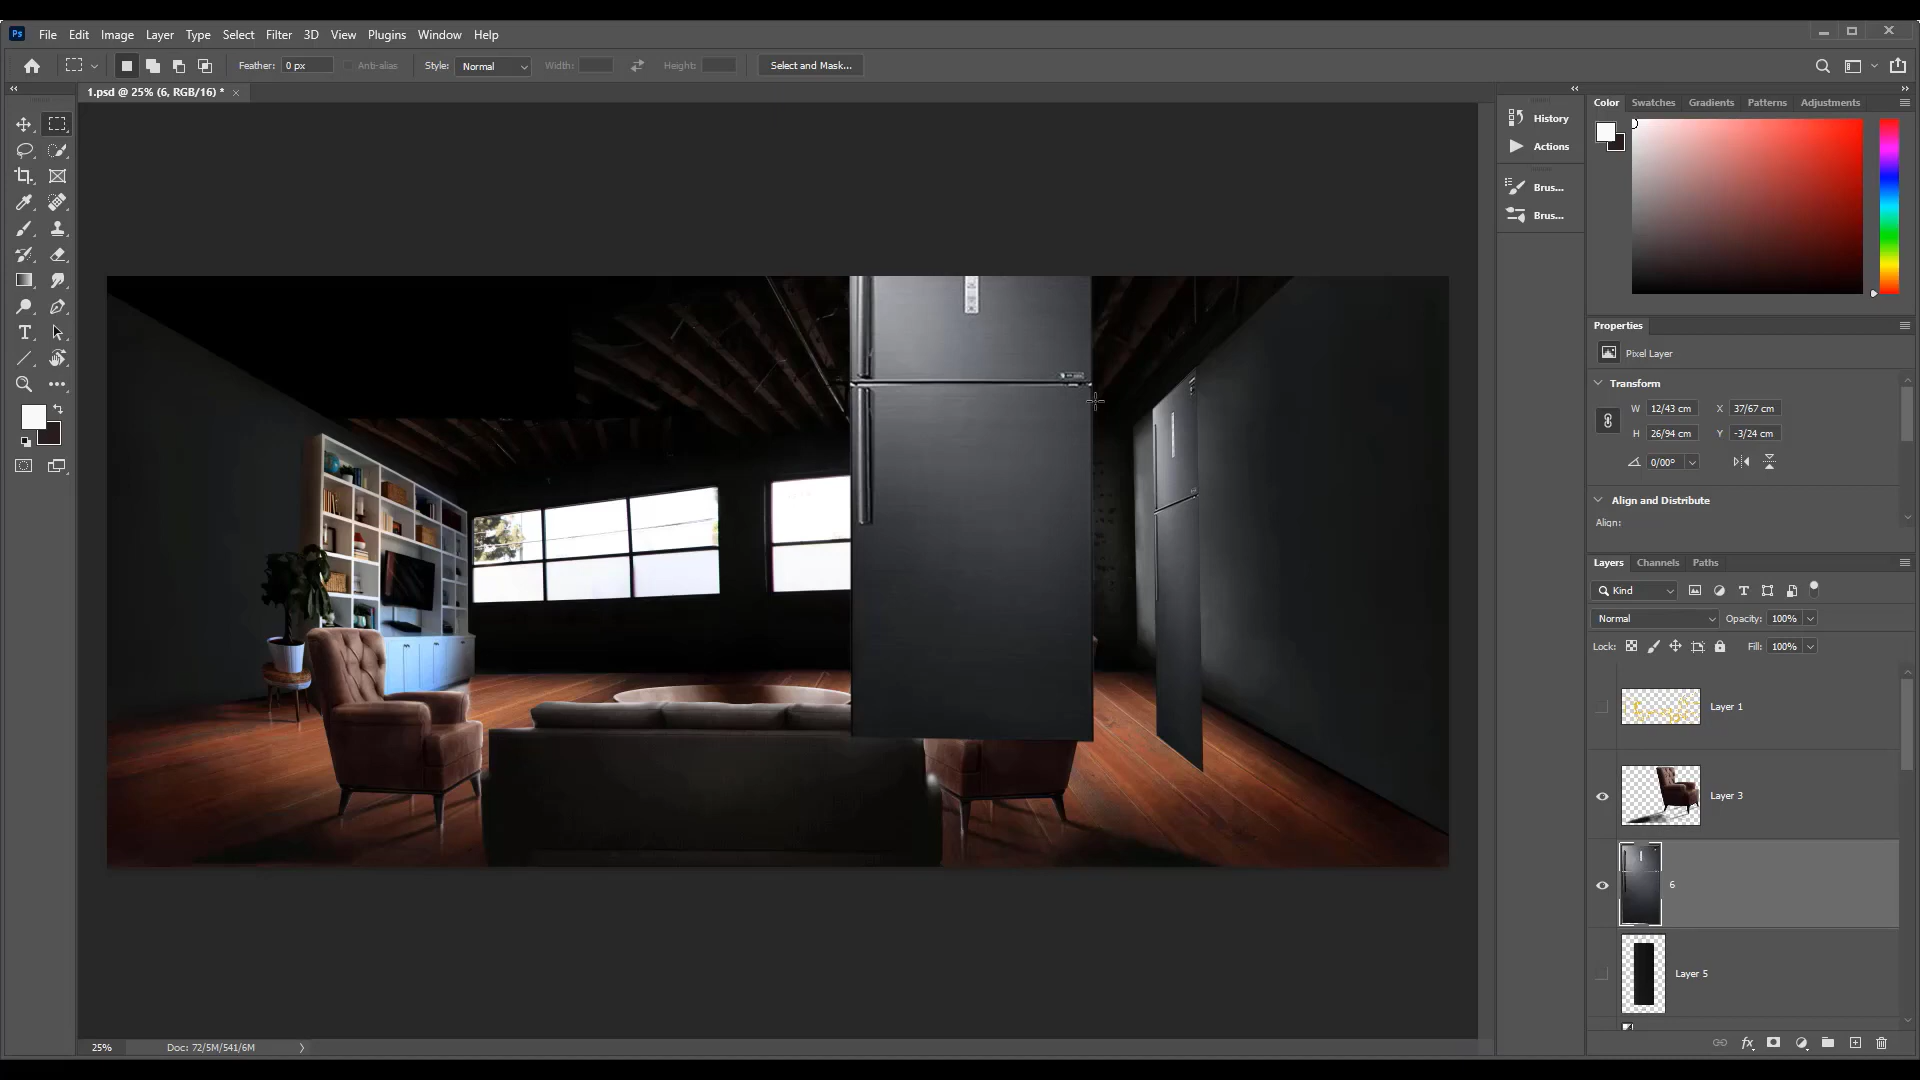 Ps File Edit Image Layer Type Select Filter 3D View Plugins Window Help
Feather: 0 px Anti-alias Style: Normal Width: Height: Select and Mask...
1.psd @ 25% (6, RGB/16) * ×
History
Actions
Brus...
Brus...
Color Swatches Gradients Patterns Adjustments
Properties
Pixel Layer
Transform
W 12/43 cm X 37/67 cm
H 26/94 cm Y -3/24 cm
0/00°
Align and Distribute
Align:
Layers Channels Paths
Kind
Normal Opacity: 100%
Lock: Fill: 100%
Layer 1
Layer 3
6
Layer 5
fx
25% Doc: 72/5M/541/6M